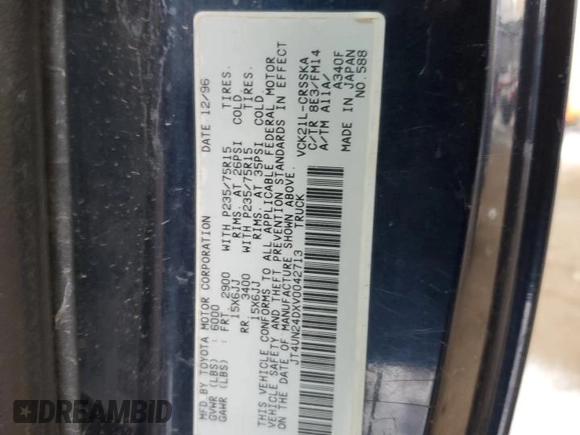 MFD BY TOYOTA MOTOR CORPORATION DATE 12/96
GVWR (LBS) : 6000
GAWR (LBS) : FRT. 2900 WITH P235/75R15 TIRES.
15X6JJ RIMS. AT 26PSI COLD.
RR. 3400 WITH P235/75R15 TIRES.
15X6JJ RIMS. AT 35PSI COLD.
THIS VEHICLE CONFORMS TO ALL APPLICABLE FEDERAL MOTOR
VEHICLE SAFETY AND THEFT PREVENTION STANDARDS IN EFFECT
ON THE DATE OF MANUFACTURE SHOWN ABOVE.
JT4UN24DXV0042713 TRUCK
VCK21L-CRSSKA
C/TR 8E3/FM14
A/TM A11A/
A340F
MADE IN JAPAN
NO.588
DREAMBID